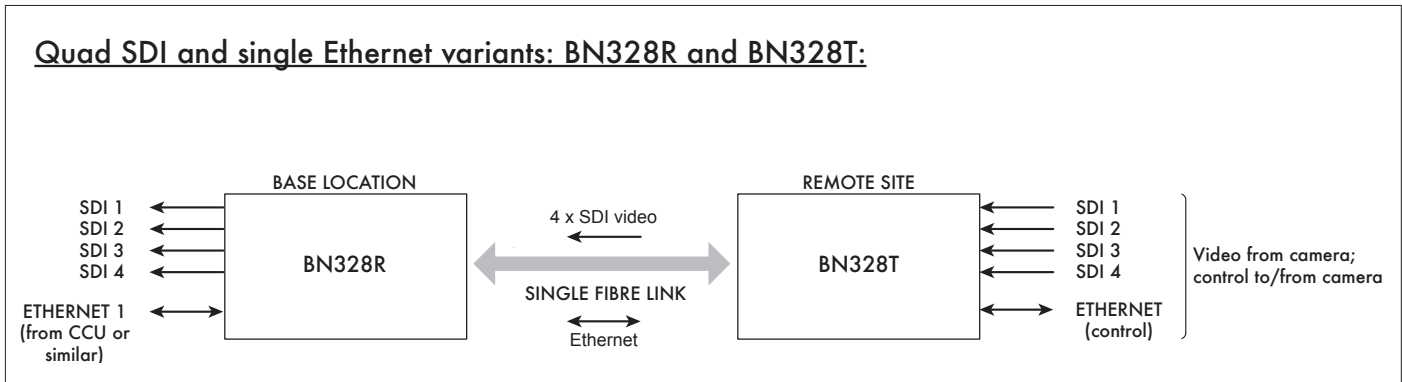 Quad SDI and single Ethernet variants: BN328R and BN328T:
BASE LOCATION
SDI 1
SDI 2
SDI 3
SDI 4
ETHERNET 1
(from CCU or
similar)
BN328R
4 x SDI video
SINGLE FIBRE LINK
Ethernet
REMOTE SITE
BN328T
SDI 1
SDI 2
SDI 3
SDI 4
ETHERNET
(control)
Video from camera;
control to/from camera